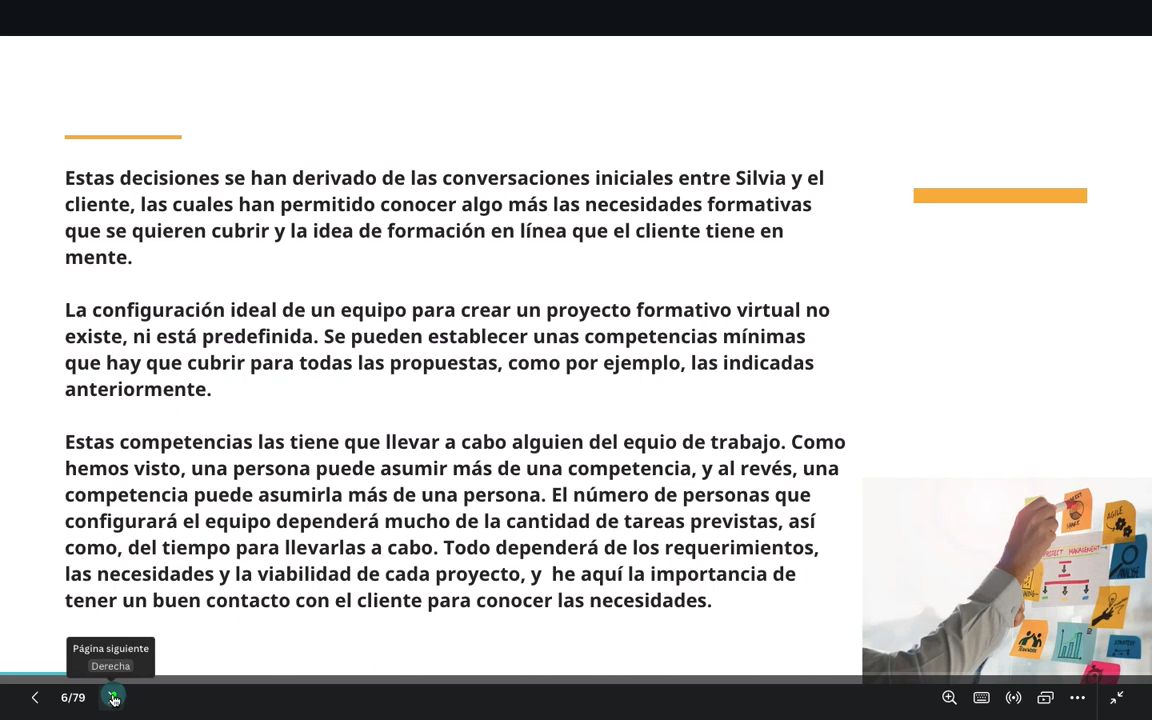 Estas decisiones se han derivado de las conversaciones iniciales entre Silvia y el
cliente, las cuales han permitido conocer algo más las necesidades formativas
que se quieren cubrir y la idea de formación en línea que el cliente tiene en
mente.
La configuración ideal de un equipo para crear un proyecto formativo virtual no
existe, ni está predefinida. Se pueden establecer unas competencias mínimas
que hay que cubrir para todas las propuestas, como por ejemplo, las indicadas
anteriormente.
Estas competencias las tiene que llevar a cabo alguien del equio de trabajo. Como
hemos visto, una persona puede asumir más de una competencia, y al revés, una
competencia puede asumirla más de una persona. El número de personas que
configurará el equipo dependerá mucho de la cantidad de tareas previstas, así
como, del tiempo para llevarlas a cabo. Todo dependerá de los requerimientos,
las necesidades y la viabilidad de cada proyecto, y  he aquí la importancia de
tener un buen contacto con el cliente para conocer las necesidades.
AGILE
PROJECT MANAGEMENT
Página siguiente
Derecha
6/79